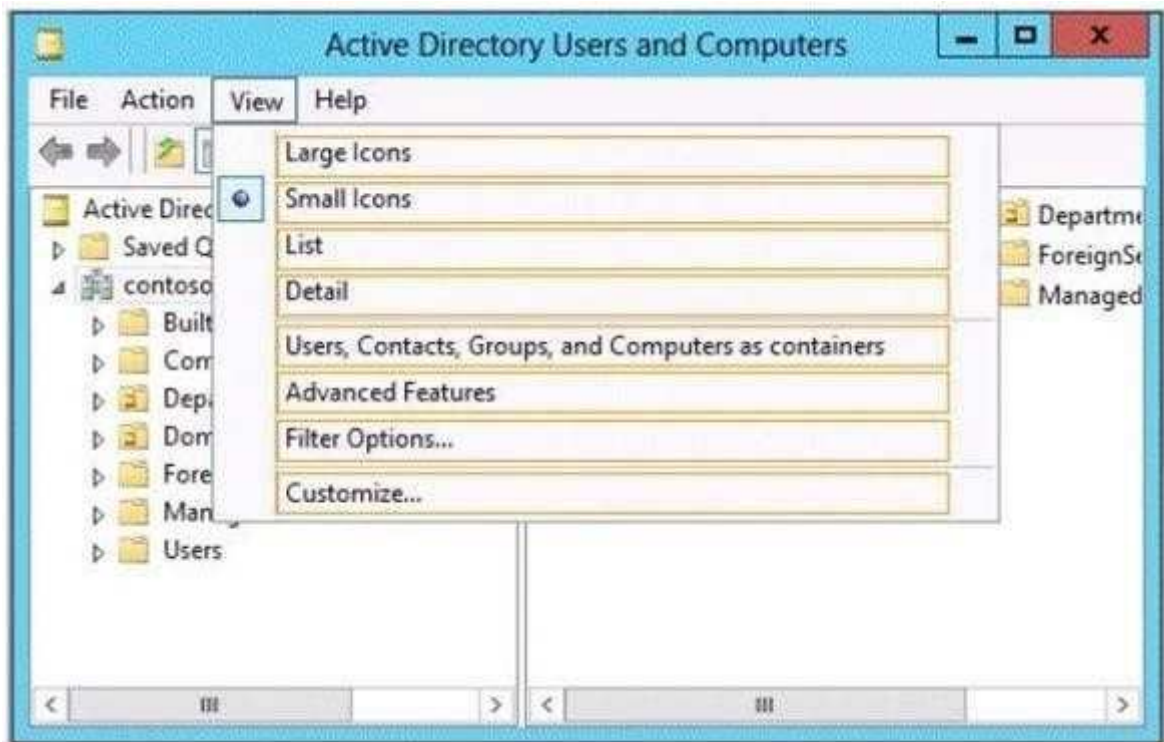 Active Directory Users and Computers
File Action View Help
Large Icons
Small Icons
List
Detail
Users, Contacts, Groups, and Computers as containers
Advanced Features
Filter Options...
Customize...
Active Direc
Saved Q
contoso
Built
Com
Depa
Dom
Fore
Man
Users
Departme
ForeignSe
Managed